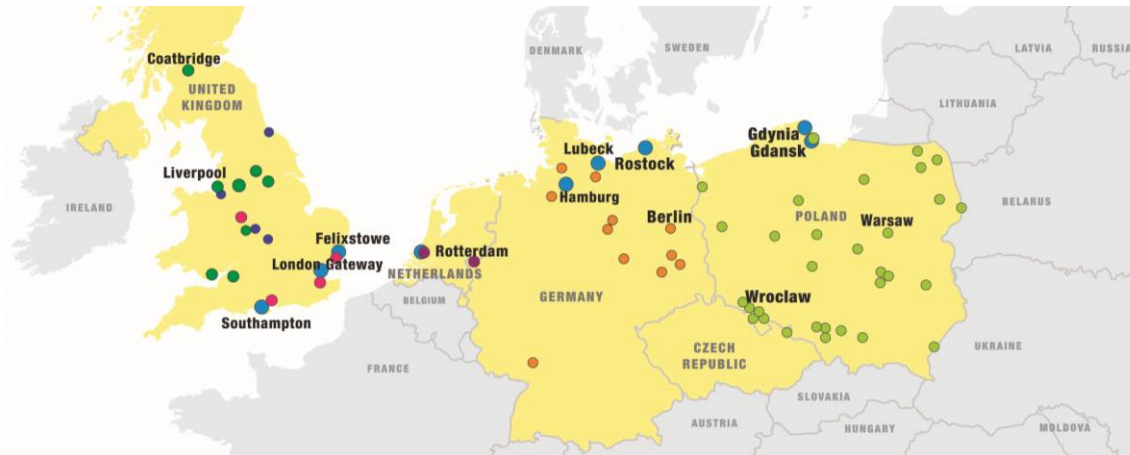 DENMARK
SWEDEN
LATVIA
RUSSIA
Coatbridge
UNITED
KINGDOM
LITHUANIA
Gdynia
Gdansk
Lubeck
Rostock
Liverpool
Hamburg
IRELAND
BELARUS
Berlin
POLAND
Warsaw
Felixstowe
Rotterdam
London Gateway
NETHERLANDS
GERMANY
Wroclaw
BELGIUM
Southampton
CZECH
REPUBLIC
UKRAINE
FRANCE
SLOVAKIA
AUSTRIA
HUNGARY
MOLDOVA